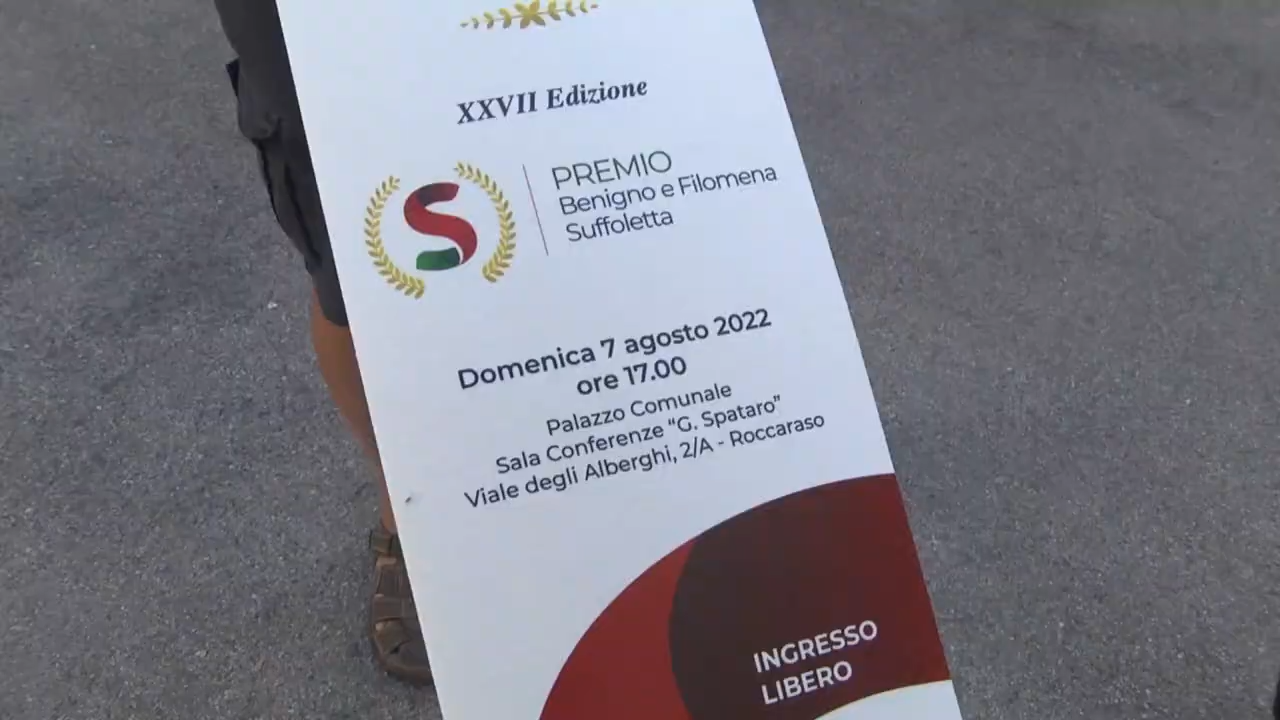 XXVII Edizione
S
PREMIO
Benigno e Filomena
Suffoletta
Domenica 7 agosto 2022
ore 17.00
Palazzo Comunale
Sala Conferenze “G. Spataro”
Viale degli Alberghi, 2/A - Roccaraso
INGRESSO
LIBERO